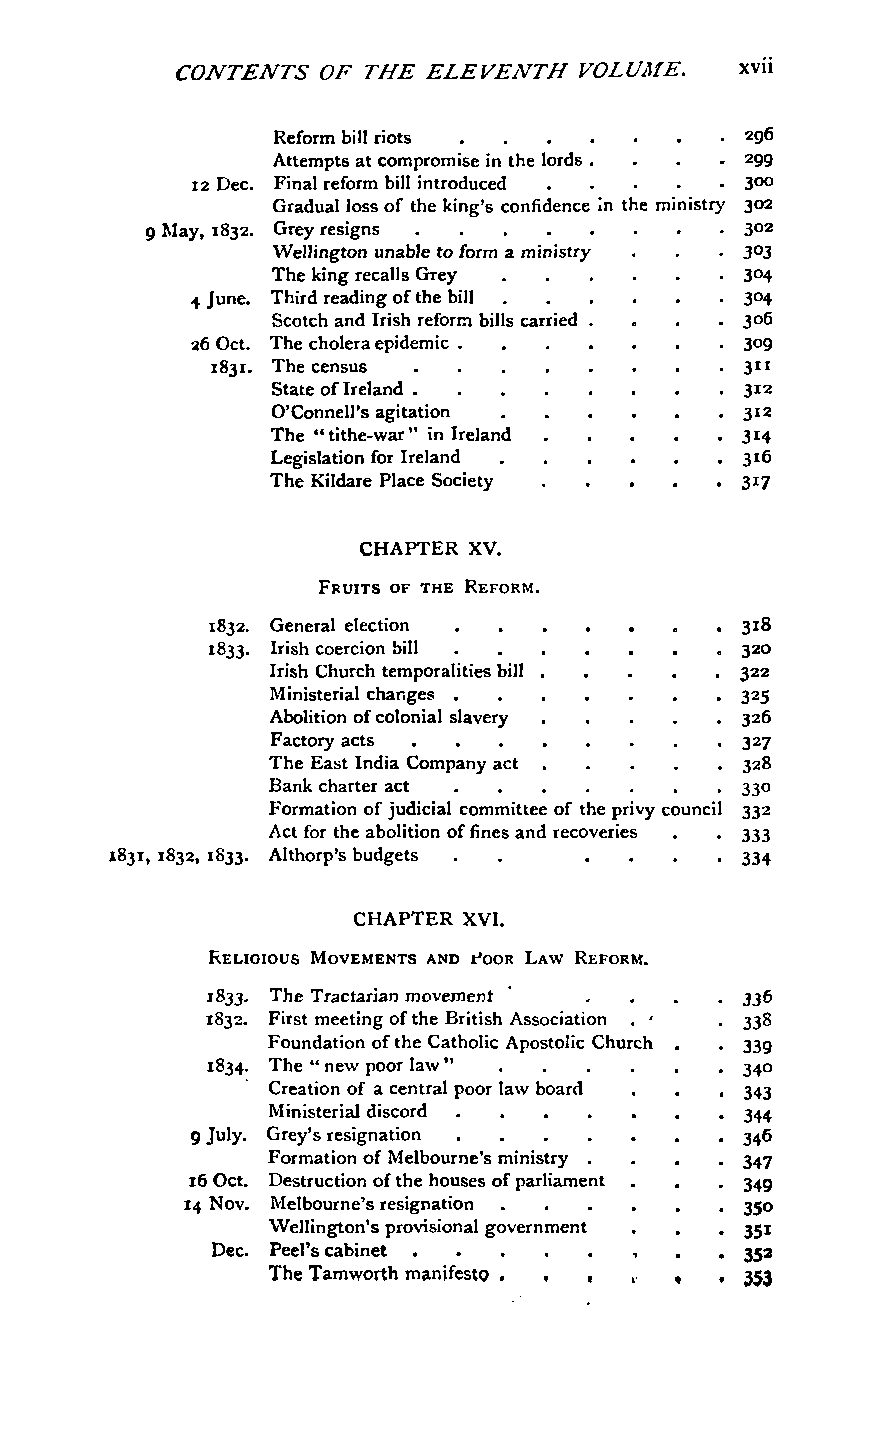 CONTENTS OF THE ELEVENTH VOLUME. xvii
Reform bill riots . . . . . . . 296
Attempts at compromise in the lords . . . . 299
12 Dec. Final reform bill introduced . . . . . 300
Gradual loss of the king's confidence in the ministry 302
9 May, 1832. Grey resigns . . . . . . . . 302
Wellington unable to form a ministry . . . 303
The king recalls Grey . . . . . . 304
4 June. Third reading of the bill . . . . . . 304
Scotch and Irish reform bills carried . . . . 306
26 Oct. The cholera epidemic . . . . . . . 309
1831. The census . . . . . . . . 311
State of Ireland . . . . . . . . 312
O'Connell's agitation . . . . . . 312
The "tithe-war" in Ireland . . . . . 314
Legislation for Ireland . . . . . . 316
The Kildare Place Society . . . . . 317
CHAPTER XV.
FRUITS OF THE REFORM.
1832. General election . . . . . . . 318
1833. Irish coercion bill . . . . . . . 320
Irish Church temporalities bill . . . . . 322
Ministerial changes . . . . . . . 325
Abolition of colonial slavery . . . . . 326
Factory acts . . . . . . . . 327
The East India Company act . . . . . 328
Bank charter act . . . . . . . 330
Formation of judicial committee of the privy council 332
Act for the abolition of fines and recoveries . . 333
1831, 1832, 1833. Althorp's budgets . . . . . . 334
CHAPTER XVI.
RELIGIOUS MOVEMENTS AND POOR LAW REFORM.
1833. The Tractarian movement . . . . 336
1832. First meeting of the British Association . . 338
Foundation of the Catholic Apostolic Church . . 339
1834. The "new poor law" . . . . . . 340
Creation of a central poor law board . . . 343
Ministerial discord . . . . . . . 344
9 July. Grey's resignation . . . . . . . 346
Formation of Melbourne's ministry . . . . 347
16 Oct. Destruction of the houses of parliament . . . 349
14 Nov. Melbourne's resignation . . . . . . 350
Wellington's provisional government . . . 351
Dec. Peel's cabinet . . . . . . . . 352
The Tamworth manifesto . . . . . . 353